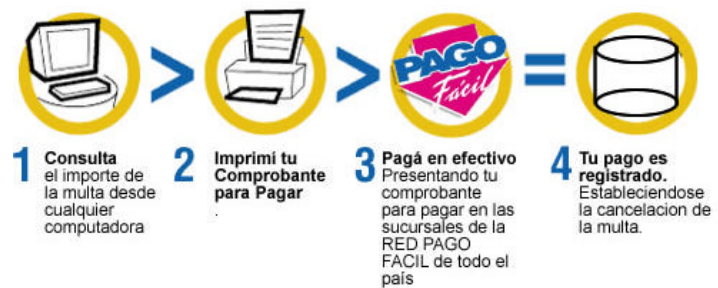 PAGO
Fácil
1 Consulta
el importe de
la multa desde
cualquier
computadora
2 Imprimí tu
Comprobante
para Pagar
.
3 Pagá en efectivo
Presentando tu
comprobante
para pagar en las
sucursales de la
RED PAGO
FACIL de todo el
país
4 Tu pago es
registrado.
Estableciendose
la cancelacion de
la multa.